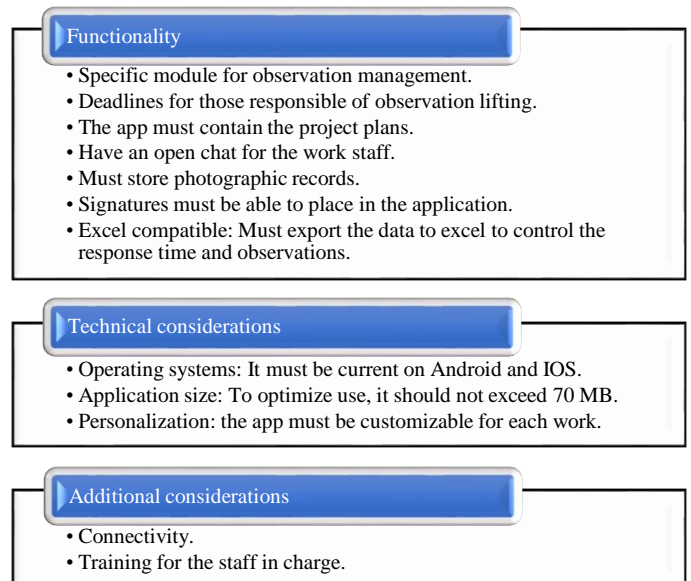 Functionality
• Specific module for observation management.
• Deadlines for those responsible of observation lifting.
• The app must contain the project plans.
• Have an open chat for the work staff.
• Must store photographic records.
• Signatures must be able to place in the application.
• Excel compatible: Must export the data to excel to control the
response time and observations.
Technical considerations
• Operating systems: It must be current on Android and IOS.
• Application size: To optimize use, it should not exceed 70 MB.
• Personalization: the app must be customizable for each work.
Additional considerations
• Connectivity.
• Training for the staff in charge.